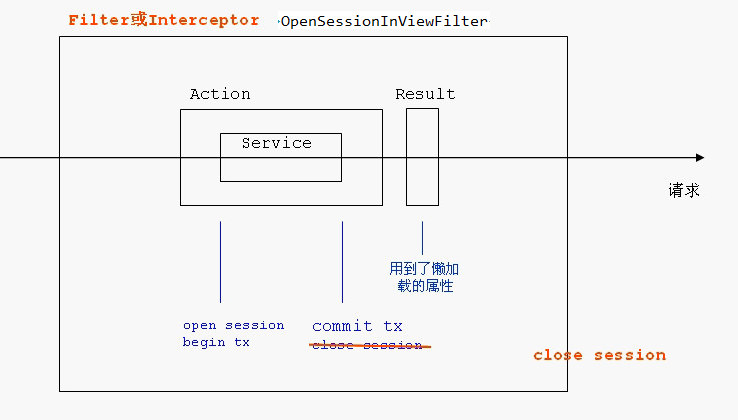 Filter或Interceptor OpenSessionInViewFilter
Action Result
Service
请求
用到了懒加
载的属性
open session
begin tx
commit tx
close session
close session